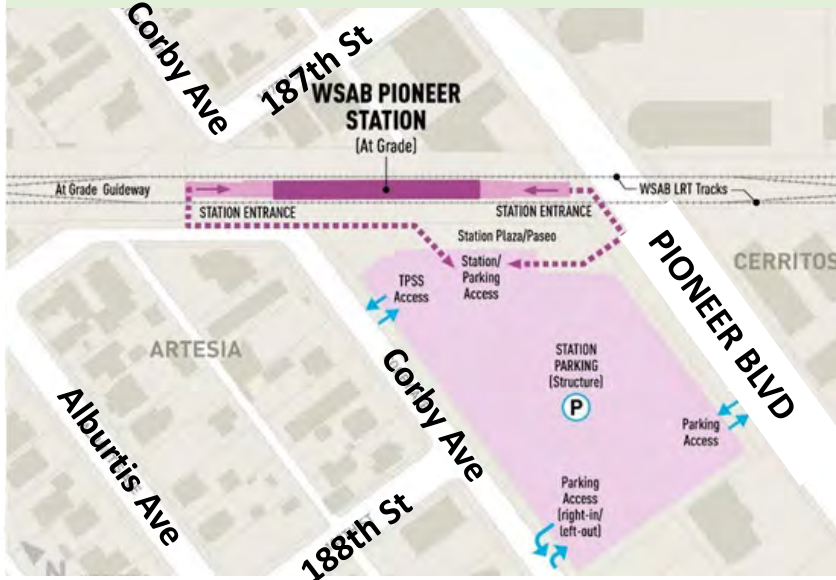 Corby Ave
187th St
WSAB PIONEER
STATION
(At Grade)
At Grade Guideway
WSAB LRT Tracks
STATION ENTRANCE
STATION ENTRANCE
Station Plaza/Paseo
PIONEER BLVD
CERRITOS
Station/
Parking
Access
TPSS
Access
ARTESIA
STATION
PARKING
(Structure)
P
Corby Ave
Alburtis Ave
Parking
Access
Parking
Access
(right-in/
left-out)
188th St
N